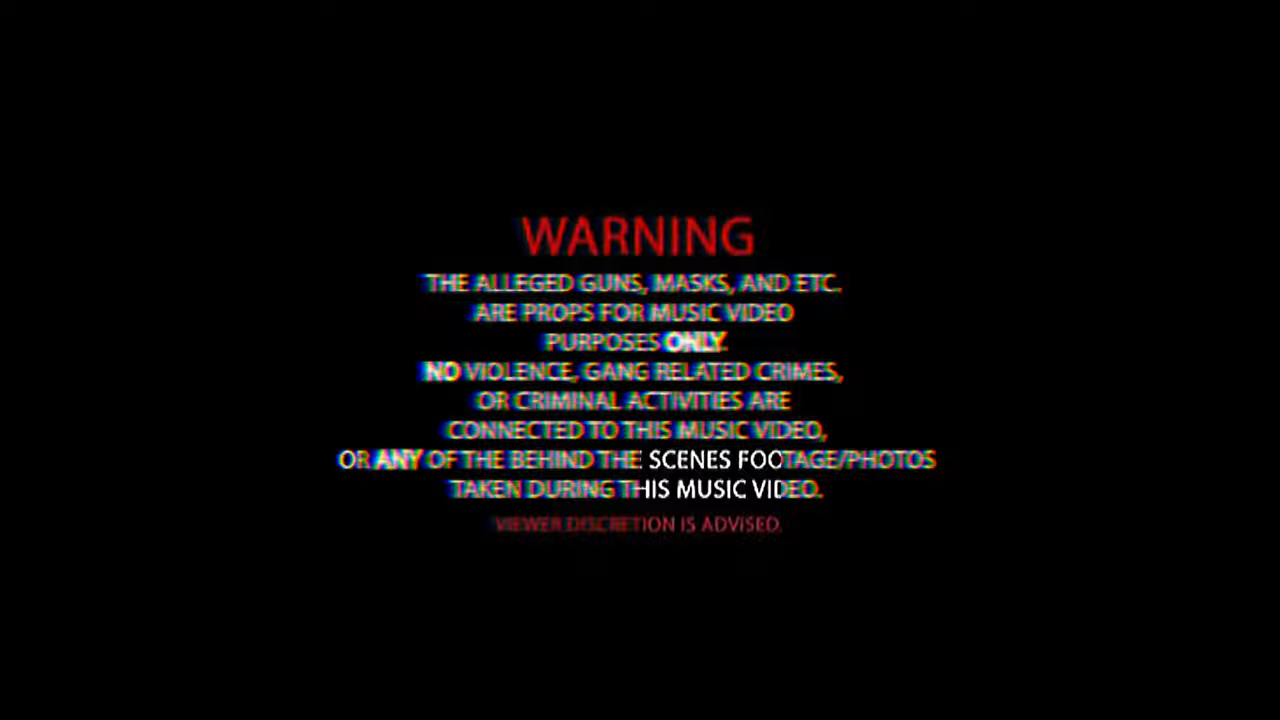 WARNING
THE ALLEGED GUNS, MASKS, AND ETC.
ARE PROPS FOR MUSIC VIDEO
PURPOSES ONLY.
NO VIOLENCE, GANG RELATED CRIMES,
OR CRIMINAL ACTIVITIES ARE
CONNECTED TO THIS MUSIC VIDEO,
OR ANY OF THE BEHIND THE SCENES FOOTAGE/PHOTOS
TAKEN DURING THIS MUSIC VIDEO.
VIEWER DISCRETION IS ADVISED.